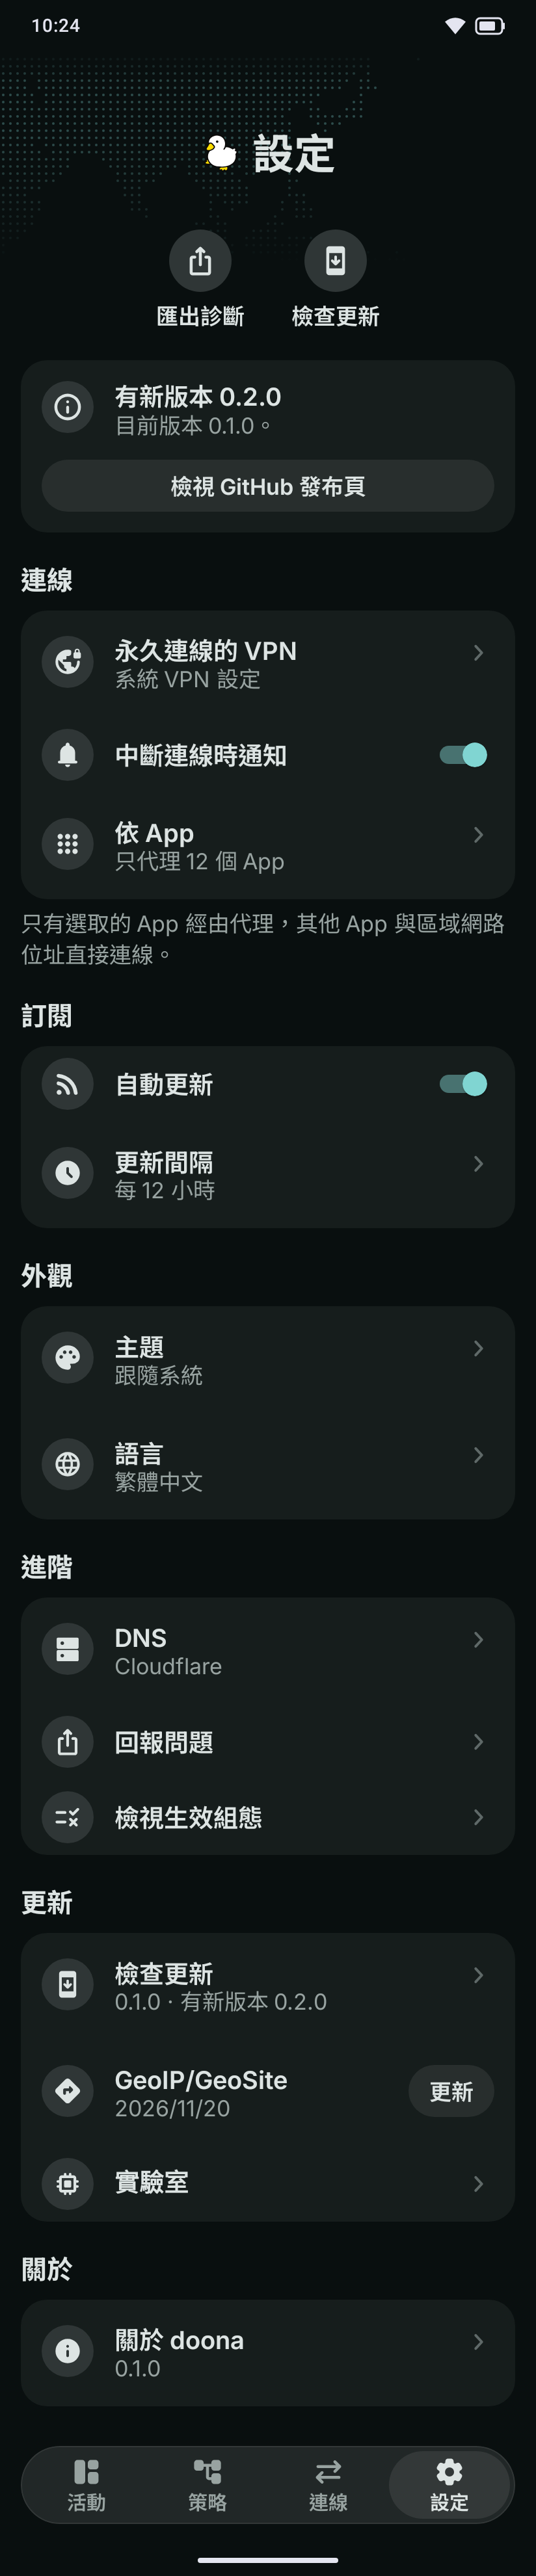 10:24
設定
匯出診斷
檢查更新
有新版本 0.2.0
目前版本 0.1.0。
檢視 GitHub 發布頁
連線
永久連線的 VPN
系統 VPN 設定
中斷連線時通知
依 App
只代理 12 個 App
只有選取的 App 經由代理，其他 App 與區域網路
位址直接連線。
訂閱
自動更新
更新間隔
每 12 小時
外觀
主題
跟隨系統
語言
繁體中文
進階
DNS
Cloudflare
回報問題
檢視生效組態
更新
檢查更新
0.1.0 · 有新版本 0.2.0
GeoIP/GeoSite
2026/11/20
更新
實驗室
關於
關於 doona
0.1.0
活動
策略
連線
設定